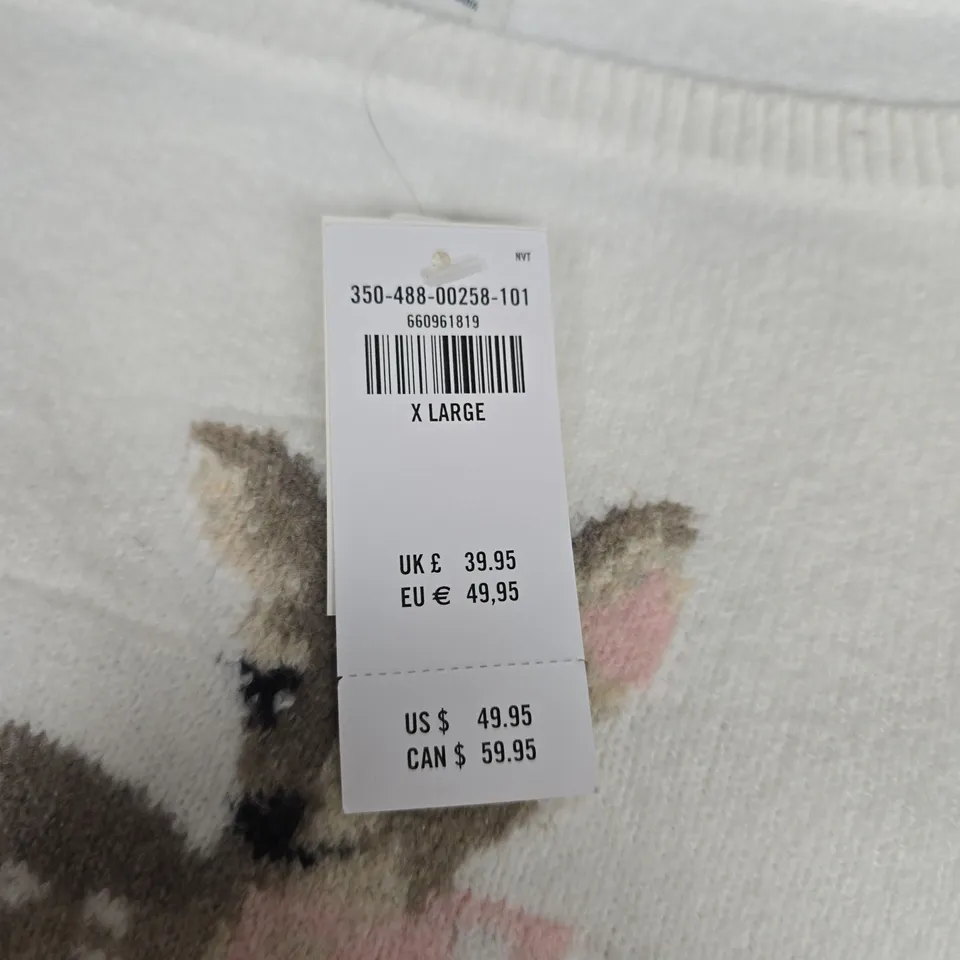 NVT
350-488-00258-101
660961819
X LARGE
UK £ 39.95
EU € 49,95
US $ 49.95
CAN $ 59.95